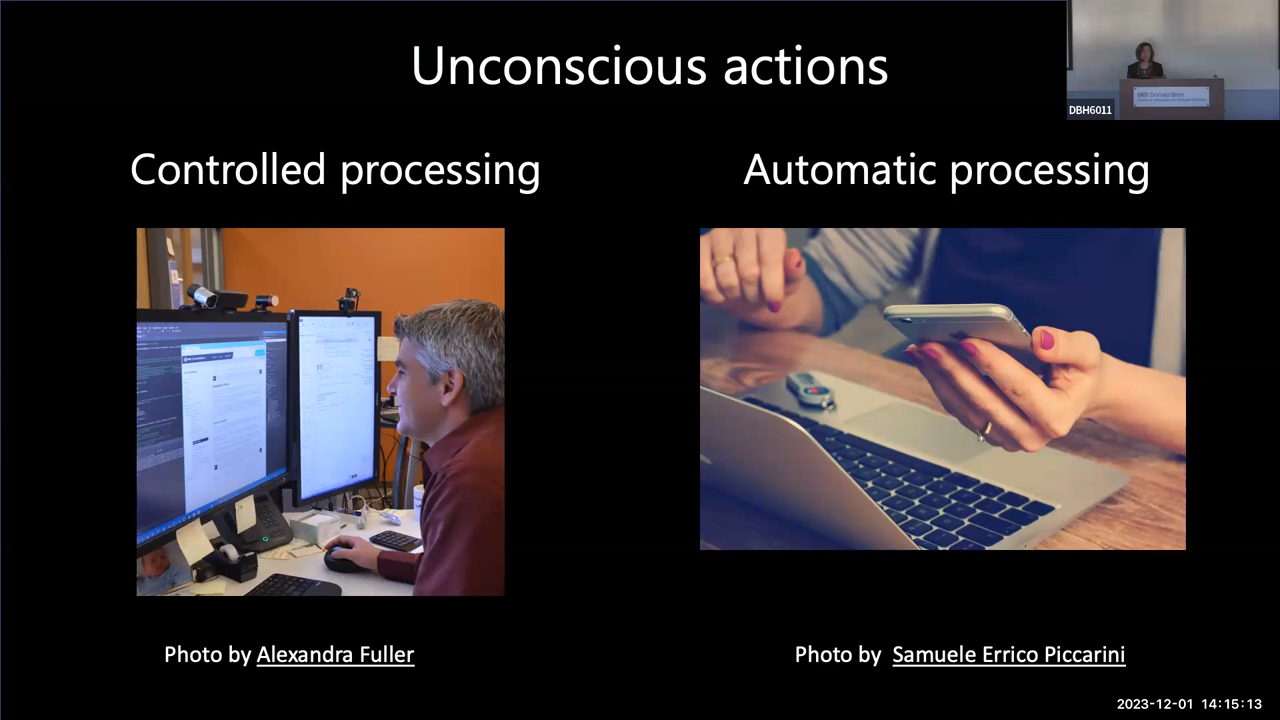 Unconscious actions
DBH6011
Controlled processing
Automatic processing
Photo by Alexandra Fuller
Photo by Samuele Errico Piccarini
2023-12-01 14:15:13